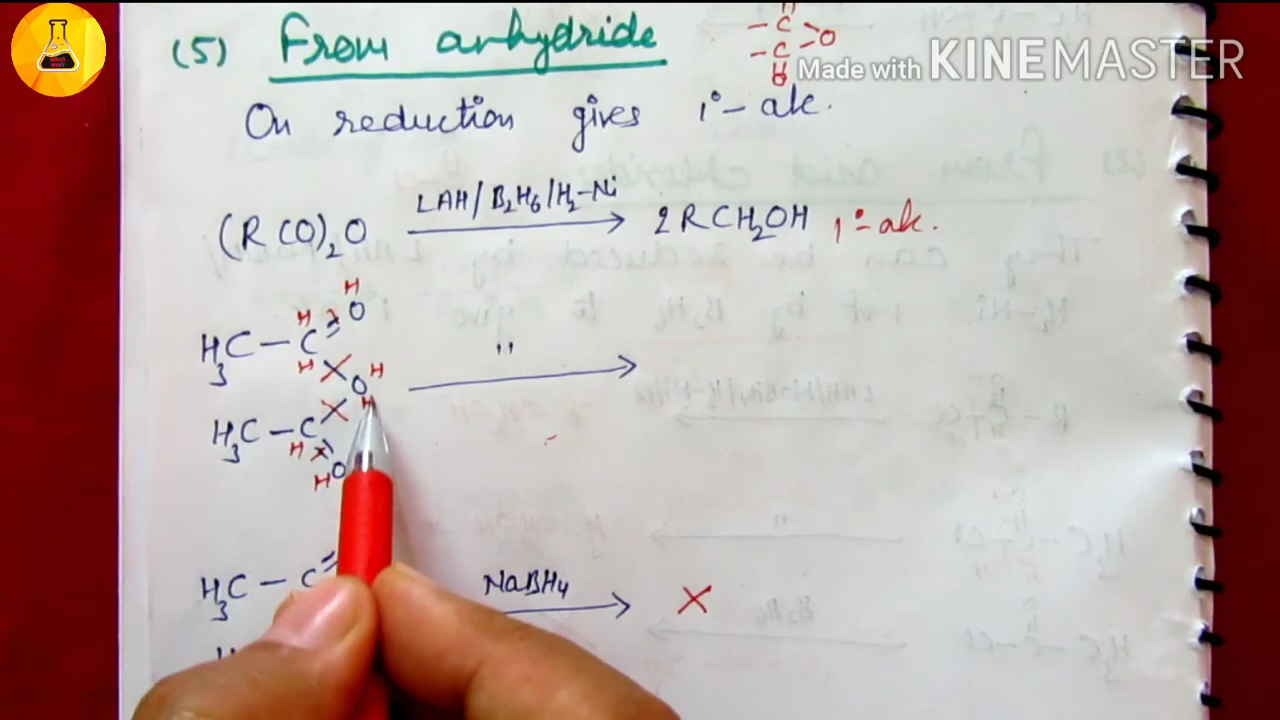 (5) From anhydride
Made with KINEMASTER
On reduction gives 1°- alc.
(RCO)₂O LAH/B₂H₆/H₂-Ni 2RCH₂OH 1°-alc.
H
H O
H₃C — C
H O H
H
H₃C — C
H O
H
"
H₃C — C NaBH₄ X